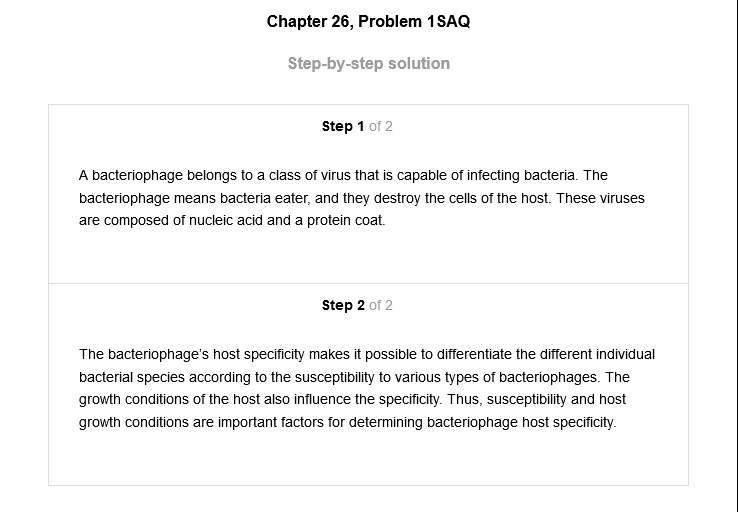 Chapter 26, Problem 1SAQ
Step-by-step solution
Step 1 of 2
A bacteriophage belongs to a class of virus that is capable of infecting bacteria. The
bacteriophage means bacteria eater, and they destroy the cells of the host. These viruses
are composed of nucleic acid and a protein coat.
Step 2 of 2
The bacteriophage's host specificity makes it possible to differentiate the different individual
bacterial species according to the susceptibility to various types of bacteriophages. The
growth conditions of the host also influence the specificity. Thus, susceptibility and host
growth conditions are important factors for determining bacteriophage host specificity.